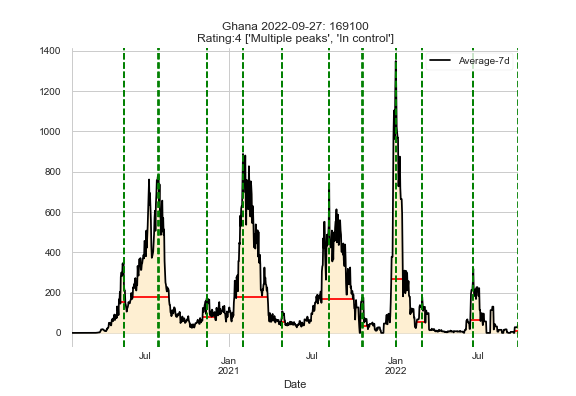 Ghana 2022-09-27: 169100
Rating:4 ['Multiple peaks', 'In control']
Average-7d
1400
1200
1000
800
600
400
200
0
Jul
Jan
2021
Jul
Jan
2022
Jul
Date